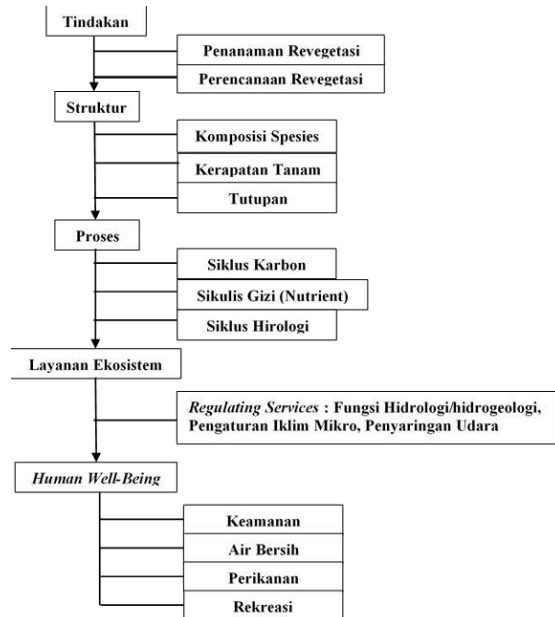 Tindakan
Penanaman Revegetasi
Perencanaan Revegetasi
Struktur
Komposisi Spesies
Kerapatan Tanam
Tutupan
Proses
Siklus Karbon
Sikulis Gizi (Nutrient)
Siklus Hirologi
Layanan Ekosistem
Regulating Services : Fungsi Hidrologi/hidrogeologi,
Pengaturan Iklim Mikro, Penyaringan Udara
Human Well-Being
Keamanan
Air Bersih
Perikanan
Rekreasi